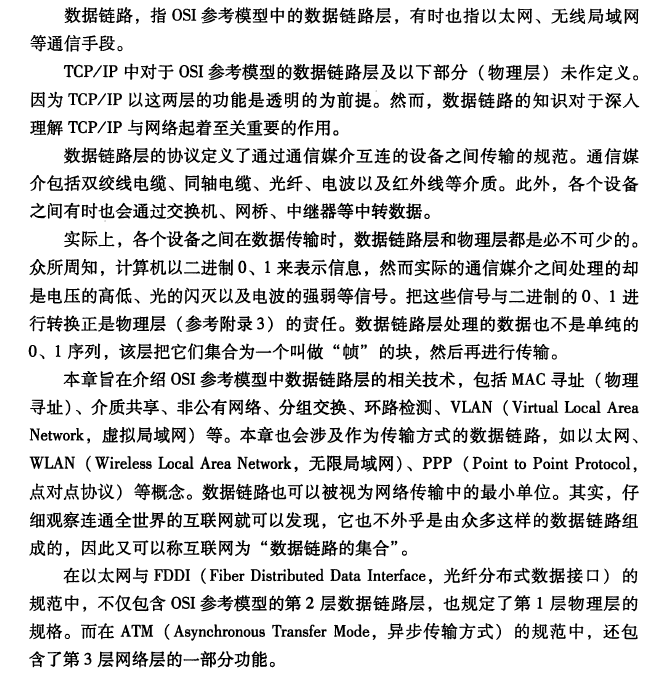 数据链路，指 OSI 参考模型中的数据链路层，有时也指以太网、无线局域网
等通信手段。
TCP/IP 中对于 OSI 参考模型的数据链路层及以下部分（物理层）未作定义。
因为 TCP/IP 以这两层的功能是透明的为前提。然而，数据链路的知识对于深入
理解 TCP/IP 与网络起着至关重要的作用。
数据链路层的协议定义了通过通信媒介互连的设备之间传输的规范。通信媒
介包括双绞线电缆、同轴电缆、光纤、电波以及红外线等介质。此外，各个设备
之间有时也会通过交换机、网桥、中继器等中转数据。
实际上，各个设备之间在数据传输时，数据链路层和物理层都是必不可少的。
众所周知，计算机以二进制 0、1 来表示信息，然而实际的通信媒介之间处理的却
是电压的高低、光的闪灭以及电波的强弱等信号。把这些信号与二进制的 0、1 进
行转换正是物理层（参考附录 3）的责任。数据链路层处理的数据也不是单纯的
0、1 序列，该层把它们集合为一个叫做“帧”的块，然后再进行传输。
本章旨在介绍 OSI 参考模型中数据链路层的相关技术，包括 MAC 寻址（物理
寻址）、介质共享、非公有网络、分组交换、环路检测、VLAN（Virtual Local Area
Network，虚拟局域网）等。本章也会涉及作为传输方式的数据链路，如以太网、
WLAN（Wireless Local Area Network，无限局域网）、PPP（Point to Point Protocol，
点对点协议）等概念。数据链路也可以被视为网络传输中的最小单位。其实，仔
细观察连通全世界的互联网就可以发现，它也不外乎是由众多这样的数据链路组
成的，因此又可以称互联网为“数据链路的集合”。
在以太网与 FDDI（Fiber Distributed Data Interface，光纤分布式数据接口）的
规范中，不仅包含 OSI 参考模型的第 2 层数据链路层，也规定了第 1 层物理层的
规格。而在 ATM（Asynchronous Transfer Mode，异步传输方式）的规范中，还包
含了第 3 层网络层的一部分功能。